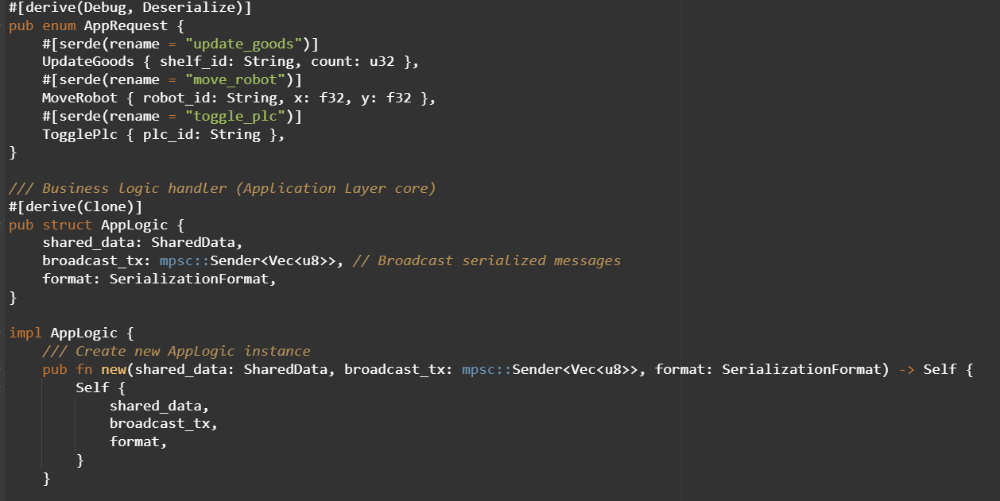 #[derive(Debug, Deserialize)]
pub enum AppRequest {
    #[serde(rename = "update_goods")]
    UpdateGoods { shelf_id: String, count: u32 },
    #[serde(rename = "move_robot")]
    MoveRobot { robot_id: String, x: f32, y: f32 },
    #[serde(rename = "toggle_plc")]
    TogglePlc { plc_id: String },
}

/// Business logic handler (Application Layer core)
#[derive(Clone)]
pub struct AppLogic {
    shared_data: SharedData,
    broadcast_tx: mpsc::Sender<Vec<u8>>, // Broadcast serialized messages
    format: SerializationFormat,
}

impl AppLogic {
    /// Create new AppLogic instance
    pub fn new(shared_data: SharedData, broadcast_tx: mpsc::Sender<Vec<u8>>, format: SerializationFormat) -> Self {
        Self {
            shared_data,
            broadcast_tx,
            format,
        }
    }